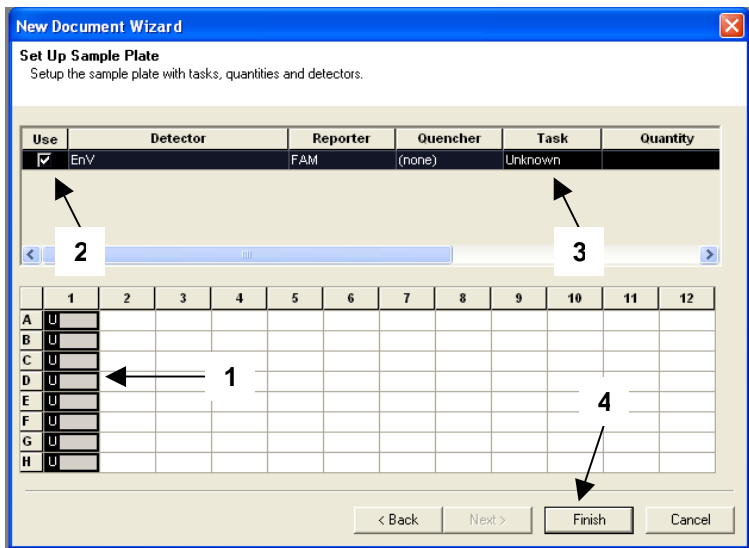 New Document Wizard
Set Up Sample Plate
Setup the sample plate with tasks, quantities and detectors.
Use Detector Reporter Quencher Task Quantity
EnV FAM (none) Unknown
2 3
1 2 3 4 5 6 7 8 9 10 11 12
A U
B U
C U
D U
1
E U
4
F U
G U
H U
< Back Next > Finish Cancel